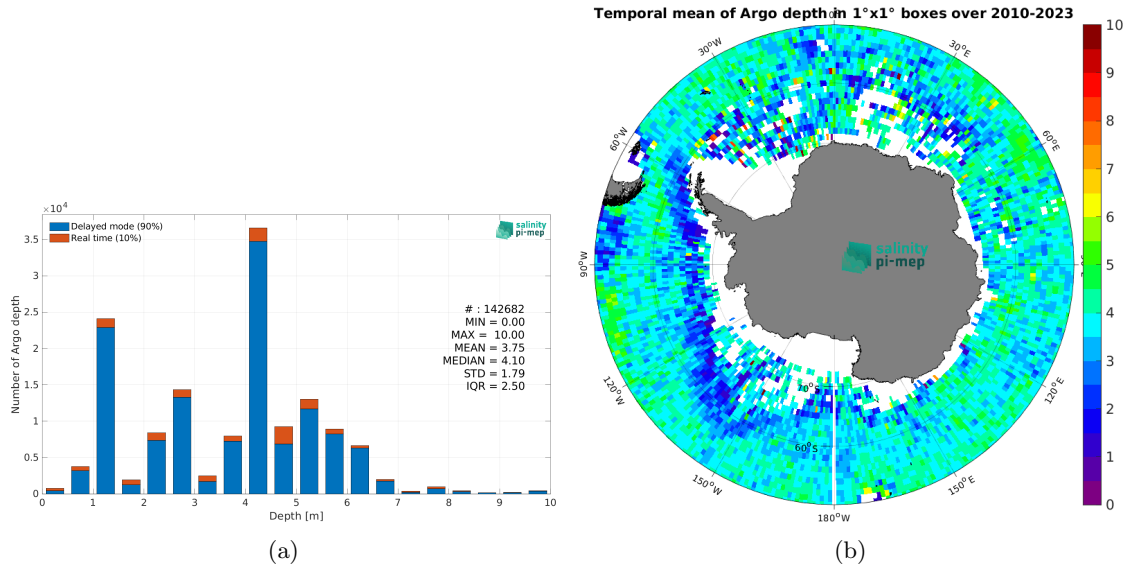 Temporal mean of Argo depth in 1°x1° boxes over 2010-2023
×10⁴
Delayed mode (90%)
Real time (10%)
salinity
pi-mep
# : 142682
MIN = 0.00
MAX = 10.00
MEAN = 3.75
MEDIAN = 4.10
STD = 1.79
IQR = 2.50
Number of Argo depth
3.5
3
2.5
2
1.5
1
0.5
0
0 1 2 3 4 5 6 7 8 9 10
Depth [m]
(a)
30°W
30°E
60°W
60°E
90°W
120°W
120°E
150°W
150°E
180°W
70°S
60°S
salinity
pi-mep
10
9
8
7
6
5
4
3
2
1
0
(b)